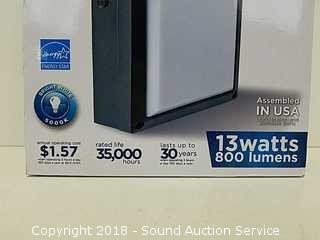 ENERGY STAR
BRIGHT WHITE
5000K
Assembled
IN USA
annual operating cost
$1.57
rated life
35,000
hours
lasts up to
30 years
13watts
800 lumens
Copyright 2018 - Sound Auction Service